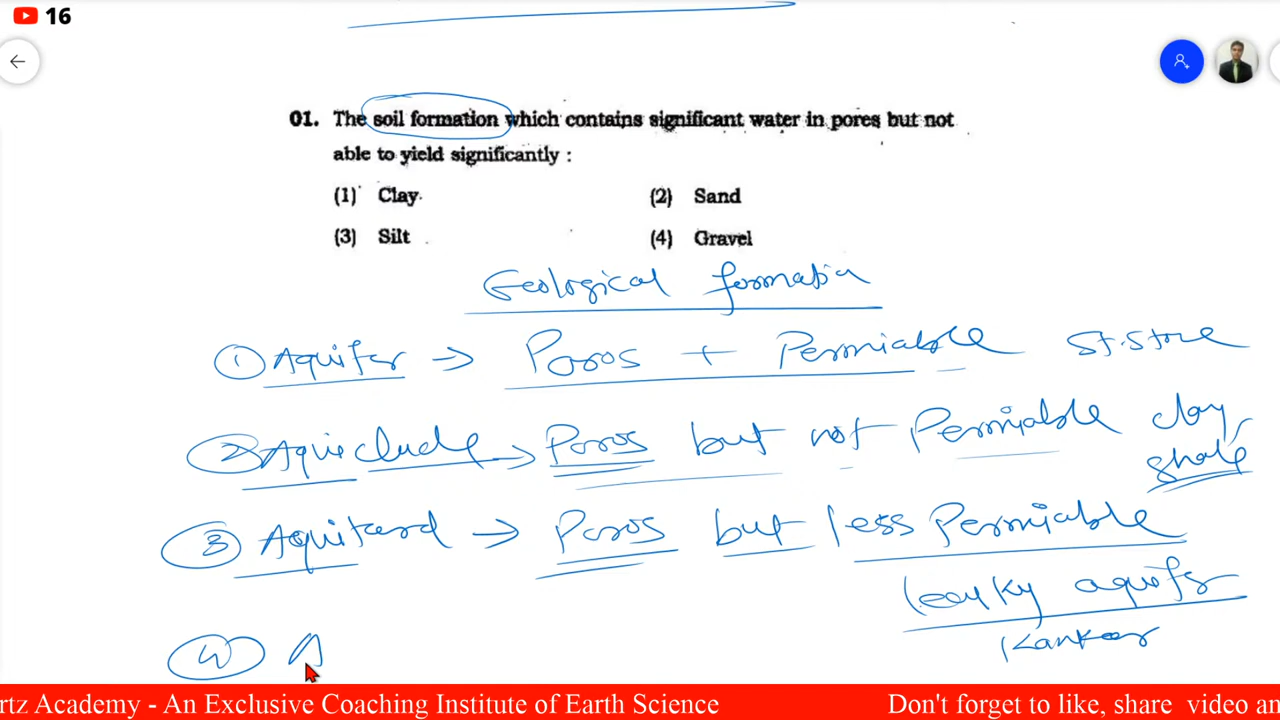 16
01. The soil formation which contains significant water in pores but not
able to yield significantly :
(1) Clay
(2) Sand
(3) Silt
(4) Gravel
Geological formation
① Aquifer → Poros + Permiable St. Stone
② Aquieclude → Poros but not Permiable clay,
shale
③ Aquitard → Poros but less Permiable
leaky aquifer
Kanker
④ A
rtz Academy - An Exclusive Coaching Institute of Earth Science
Don't forget to like, share video an